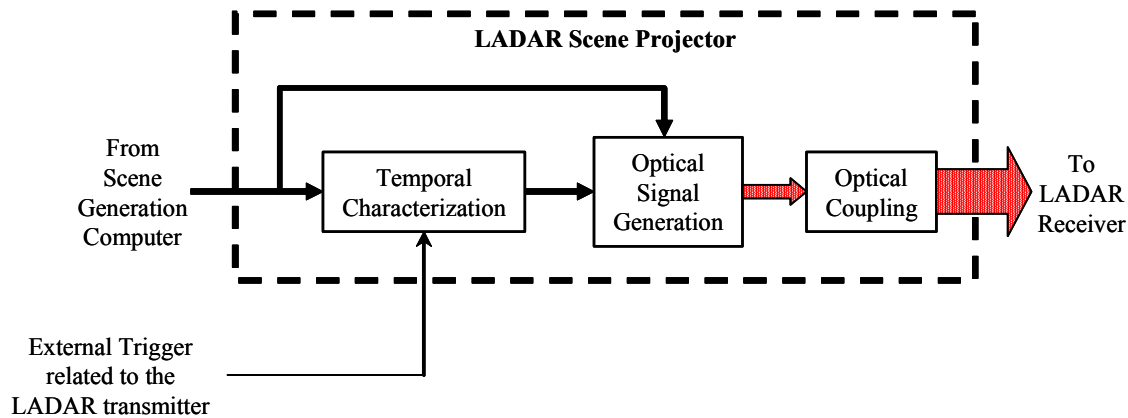 LADAR Scene Projector
From
Scene
Generation
Computer
Temporal
Characterization
Optical
Signal
Generation
Optical
Coupling
To
LADAR
Receiver
External Trigger
related to the
LADAR transmitter